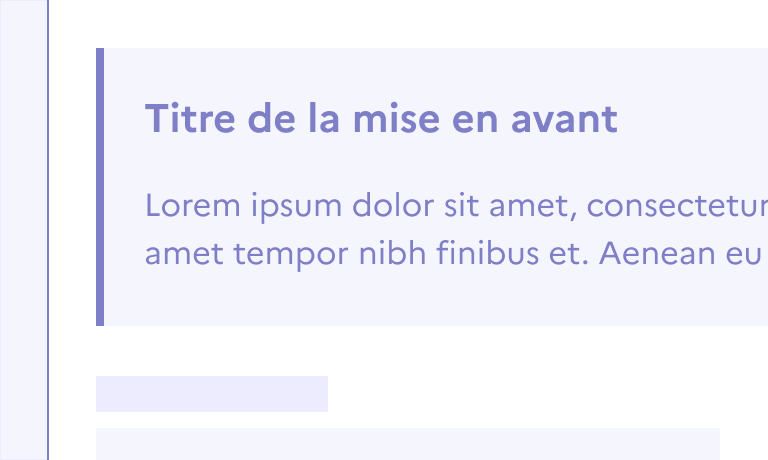 Titre de la mise en avant
Lorem ipsum dolor sit amet, consectetur
amet tempor nibh finibus et. Aenean eu